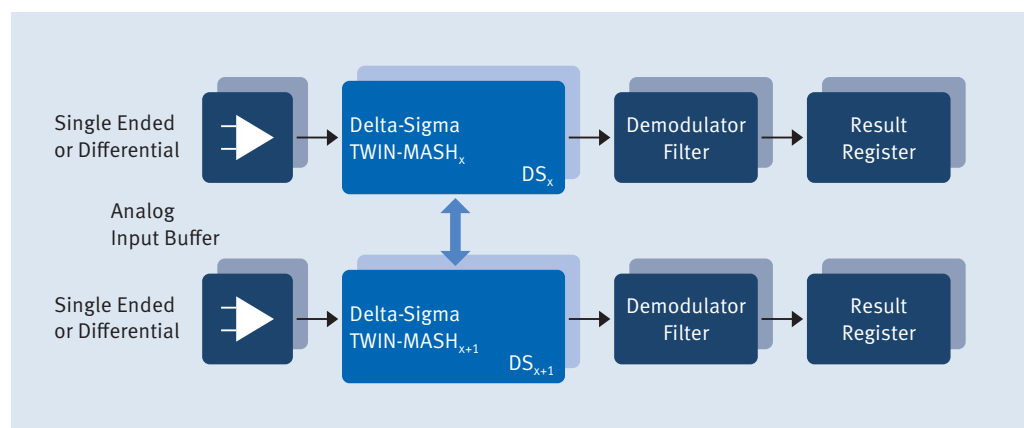 Single Ended
or Differential
Delta-Sigma
TWIN-MASHₓ
DSₓ
Demodulator
Filter
Result
Register
Analog
Input Buffer
Single Ended
or Differential
Delta-Sigma
TWIN-MASHₓ₊₁
DSₓ₊₁
Demodulator
Filter
Result
Register